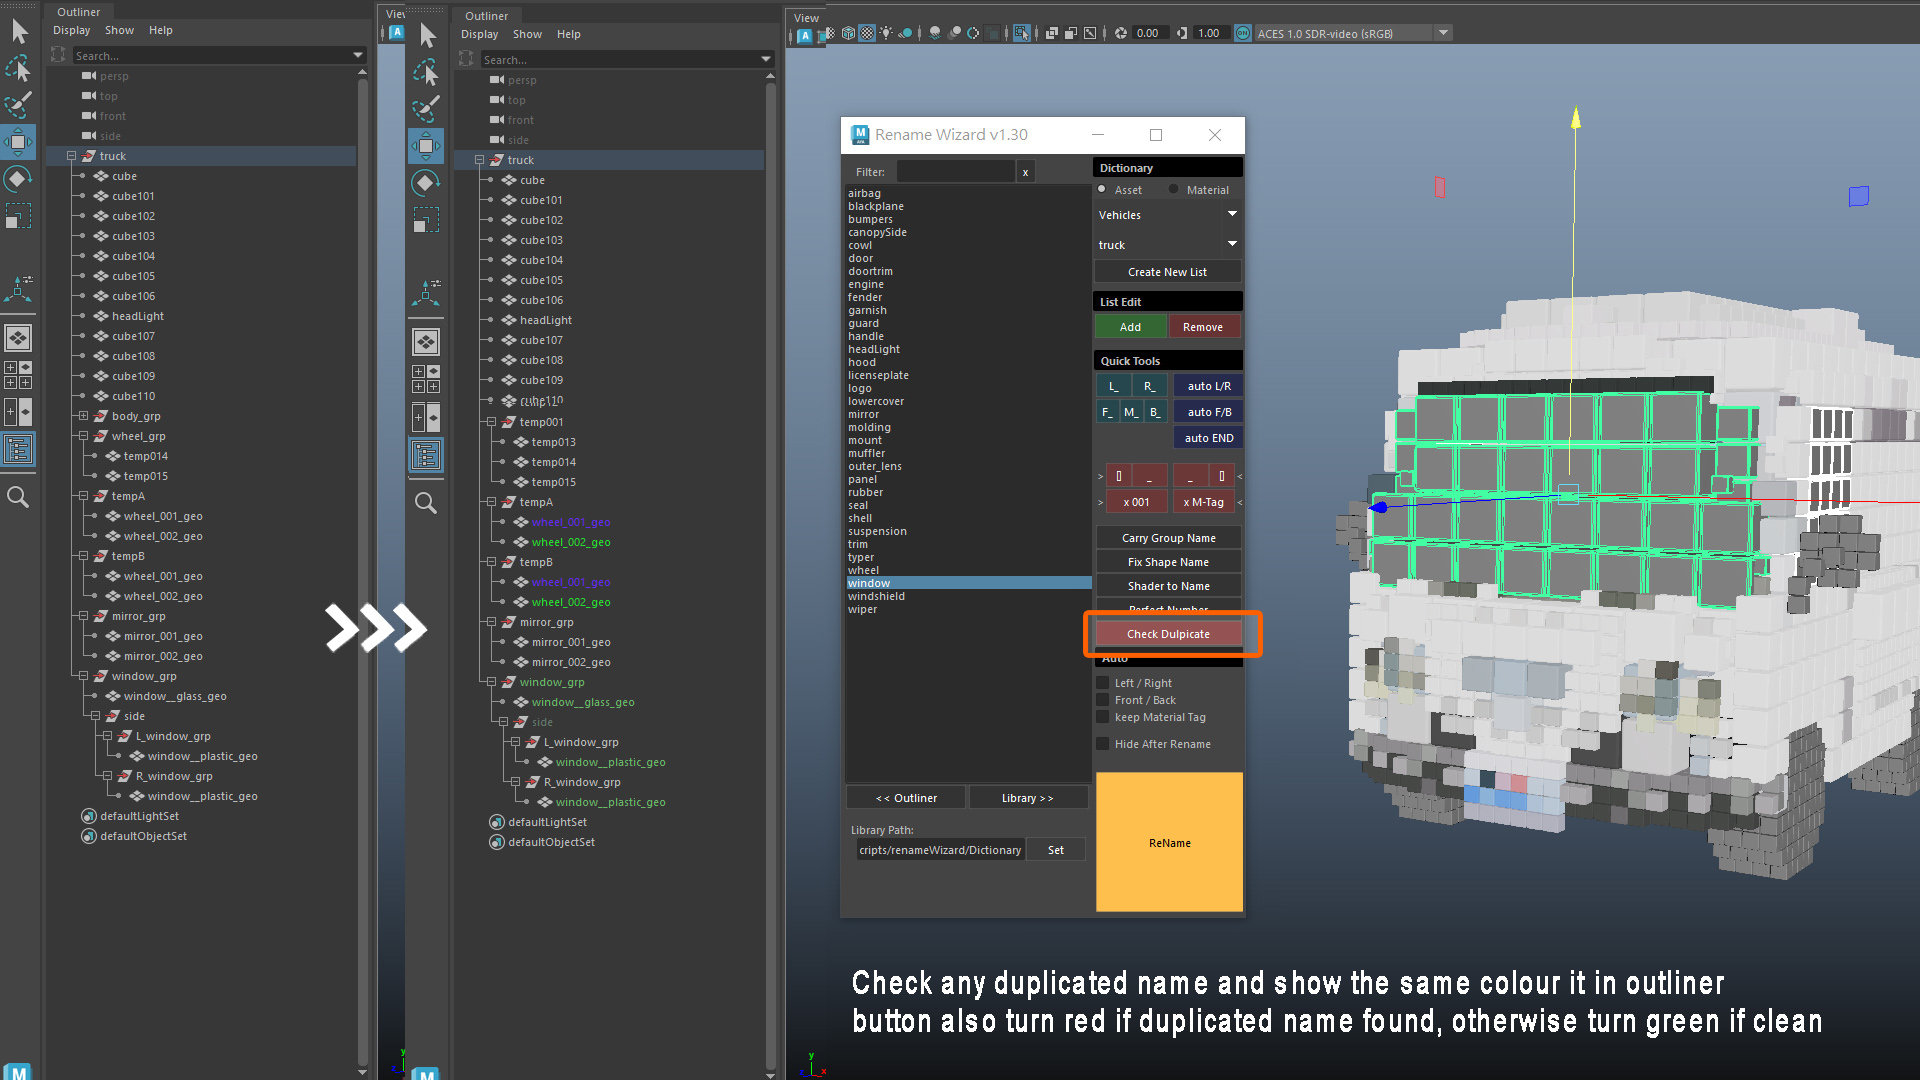 Outliner
Display Show Help
Search...
persp
top
front
side
truck
cube
cube101
cube102
cube103
cube104
cube105
cube106
headLight
cube107
cube108
cube109
cube110
body_grp
wheel_grp
temp014
temp015
tempA
wheel_001_geo
wheel_002_geo
tempB
wheel_001_geo
wheel_002_geo
mirror_grp
mirror_001_geo
mirror_002_geo
window_grp
window__glass_geo
side
L_window_grp
window__plastic_geo
R_window_grp
window__plastic_geo
defaultLightSet
defaultObjectSet
M
Outliner
Display Show Help
Search...
persp
top
front
side
truck
cube
cube101
cube102
cube103
cube104
cube105
cube106
headLight
cube107
cube108
cube109
temp001
temp013
temp014
temp015
tempA
wheel_001_geo
wheel_002_geo
tempB
wheel_001_geo
wheel_002_geo
mirror_grp
mirror_001_geo
mirror_002_geo
window_grp
window__glass_geo
side
L_window_grp
window__plastic_geo
R_window_grp
window__plastic_geo
defaultLightSet
defaultObjectSet
M
View
0.00 1.00 ON ACES 1.0 SDR-video (sRGB)
Rename Wizard v1.30
Filter: x
airbag
blackplane
bumpers
canopySide
cowl
door
doortrim
engine
fender
garnish
guard
handle
headLight
hood
licenseplate
logo
lowercover
mirror
molding
mount
muffler
outer_lens
panel
rubber
seal
shell
suspension
trim
typer
wheel
window
windshield
wiper
<< Outliner Library >>
Library Path:
cripts/renameWizard/Dictionary Set
Dictionary
Asset Material
Vehicles
truck
Create New List
List Edit
Add Remove
Quick Tools
L_ R_ auto L/R
F_ M_ B_ auto F/B
auto END
> [] _ _ [] <
> x 001 x M-Tag <
Carry Group Name
Fix Shape Name
Shader to Name
Perfect Number
Check Dulpicate
Auto
Left / Right
Front / Back
keep Material Tag
Hide After Rename
ReName
Check any duplicated name and show the same colour it in outliner
button also turn red if duplicated name found, otherwise turn green if clean